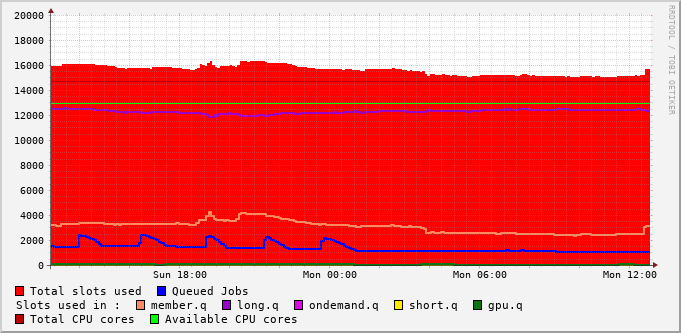 20000
18000
16000
14000
12000
10000
8000
6000
4000
2000
0
Sun 18:00 Mon 00:00 Mon 06:00 Mon 12:00
RRDTOOL / TOBI OETIKER
Total slots used Queued Jobs
Slots used in : member.q long.q ondemand.q short.q gpu.q
Total CPU cores Available CPU cores